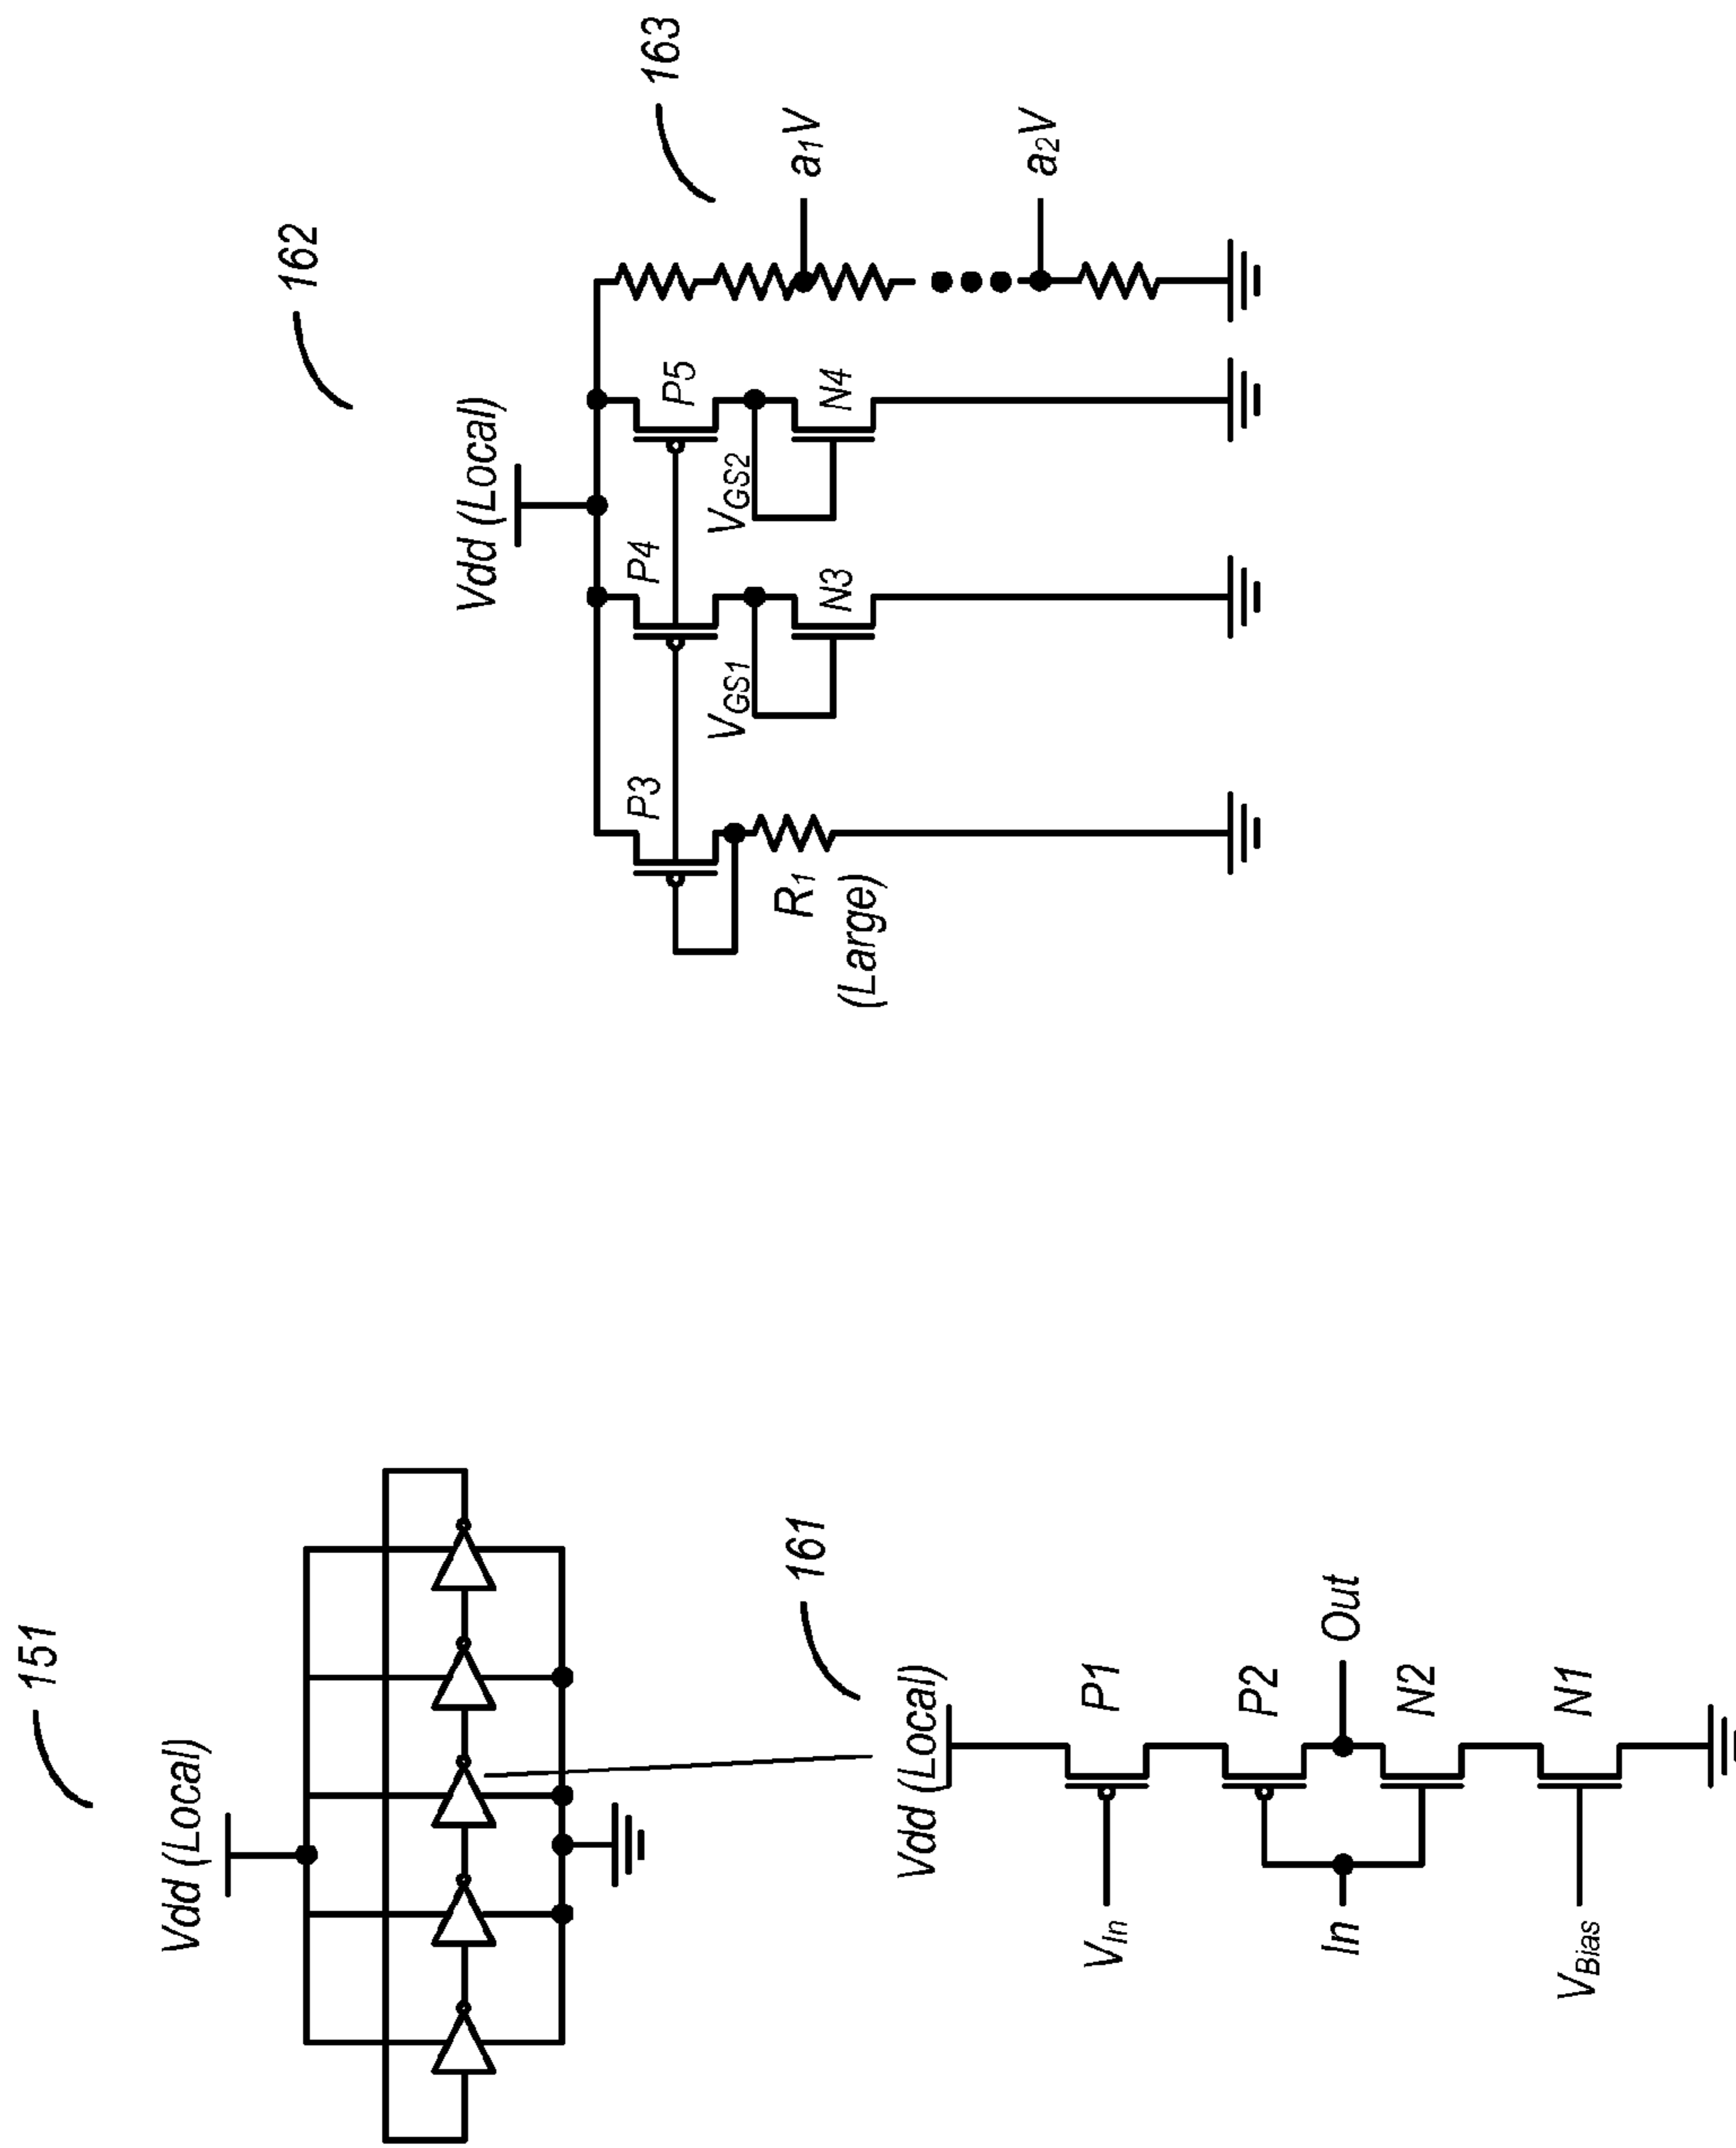 151
Vdd (Local)
161
Vdd (Local)
VIn
P1
P2
In
Out
N2
VBias
N1
162
163
Vdd (Local)
P3
P4
P5
VGS1
VGS2
R1
(Large)
N3
N4
a1V
a2V